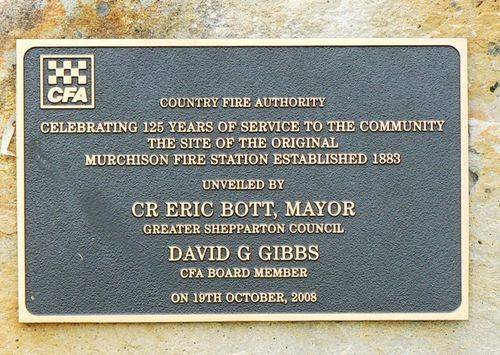 CFA
COUNTRY FIRE AUTHORITY
CELEBRATING 125 YEARS OF SERVICE TO THE COMMUNITY
THE SITE OF THE ORIGINAL
MURCHISON FIRE STATION ESTABLISHED 1883
UNVEILED BY
CR ERIC BOTT, MAYOR
GREATER SHEPPARTON COUNCIL
DAVID G GIBBS
CFA BOARD MEMBER
ON 19TH OCTOBER, 2008